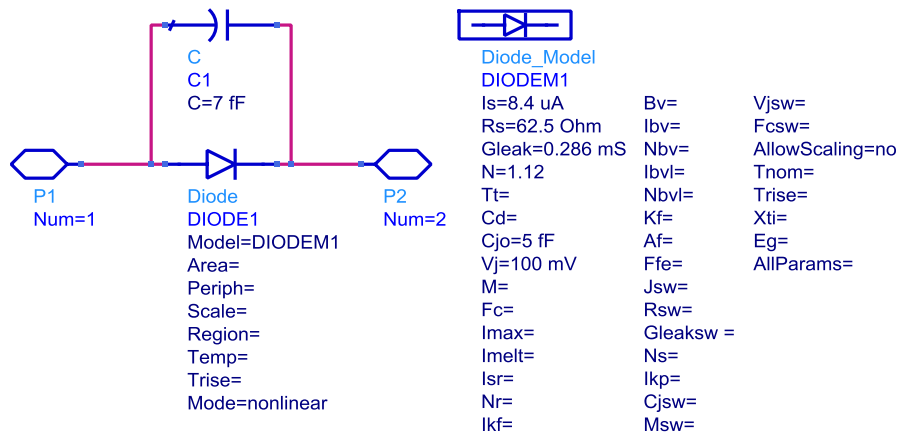 C
C1
C=7 fF
P1
Num=1
Diode
DIODE1
Model=DIODEM1
Area=
Periph=
Scale=
Region=
Temp=
Trise=
Mode=nonlinear
P2
Num=2
Diode_Model
DIODEM1
Is=8.4 uA
Rs=62.5 Ohm
Gleak=0.286 mS
N=1.12
Tt=
Cd=
Cjo=5 fF
Vj=100 mV
M=
Fc=
Imax=
Imelt=
Isr=
Nr=
Ikf=
Bv=
Ibv=
Nbv=
Ibvl=
Nbvl=
Kf=
Af=
Ffe=
Jsw=
Rsw=
Gleaksw =
Ns=
Ikp=
Cjsw=
Msw=
Vjsw=
Fcsw=
AllowScaling=no
Tnom=
Trise=
Xti=
Eg=
AllParams=